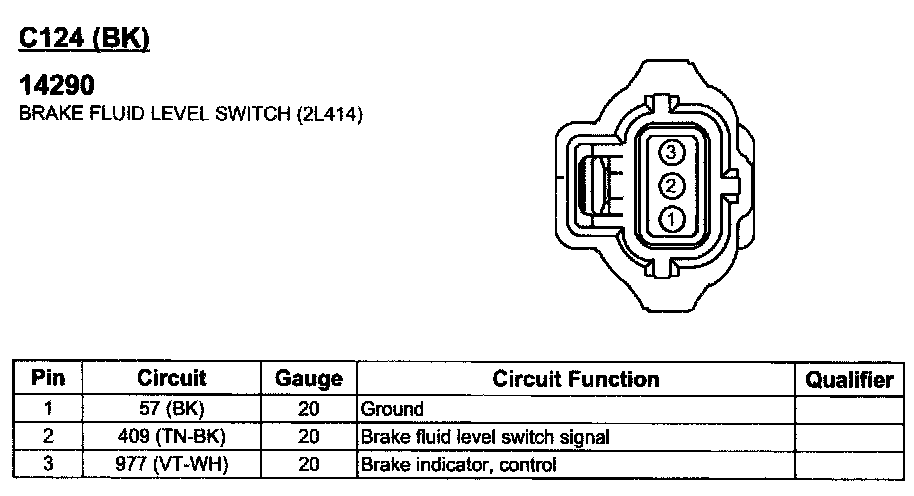 C124 (BK)
14290
BRAKE FLUID LEVEL SWITCH (2L414)
3
2
1
Pin Circuit Gauge Circuit Function Qualifier
1 57 (BK) 20 Ground
2 409 (TN-BK) 20 Brake fluid level switch signal
3 977 (VT-WH) 20 Brake indicator, control